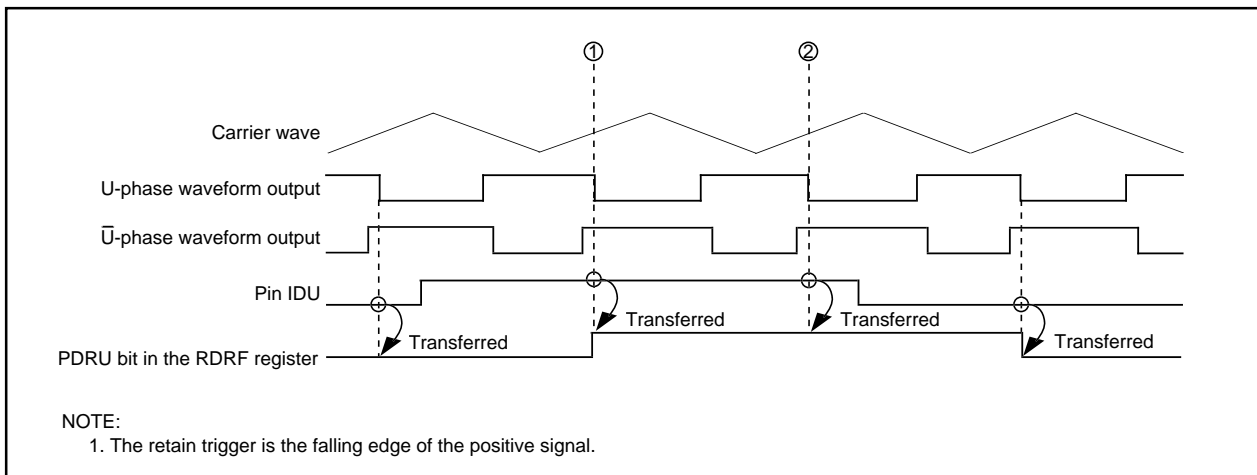 ① ②
Carrier wave
U-phase waveform output
U̅-phase waveform output
Pin IDU
Transferred Transferred Transferred Transferred
PDRU bit in the RDRF register
NOTE:
1. The retain trigger is the falling edge of the positive signal.